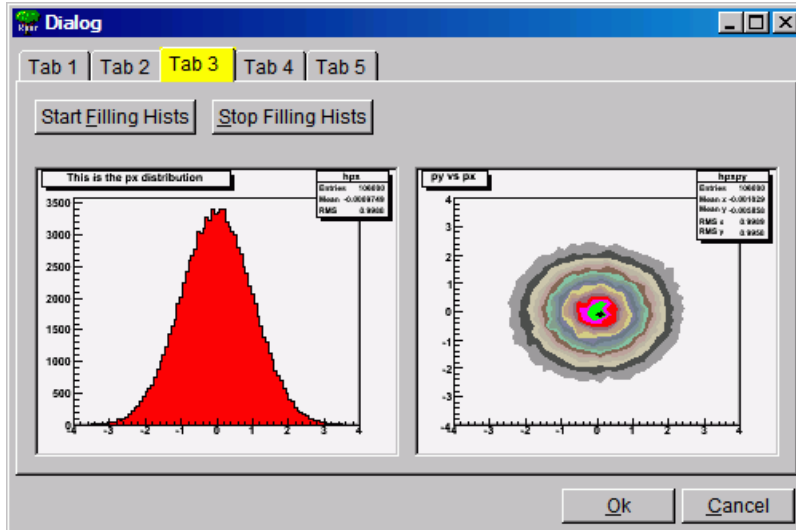 Dialog
Tab 1 Tab 2 Tab 3 Tab 4 Tab 5
Start Filling Hists Stop Filling Hists
This is the px distribution
hpx
Entries
Mean
RMS
3500
3000
2500
2000
1500
1000
500
0
-4 -3 -2 -1 0 1 2 3 4
py vs px
hpxpy
Entries
Mean x
Mean y
RMS x
RMS y
4
3
2
1
0
-1
-2
-3
-4
-4 -3 -2 -1 0 1 2 3 4
Ok Cancel